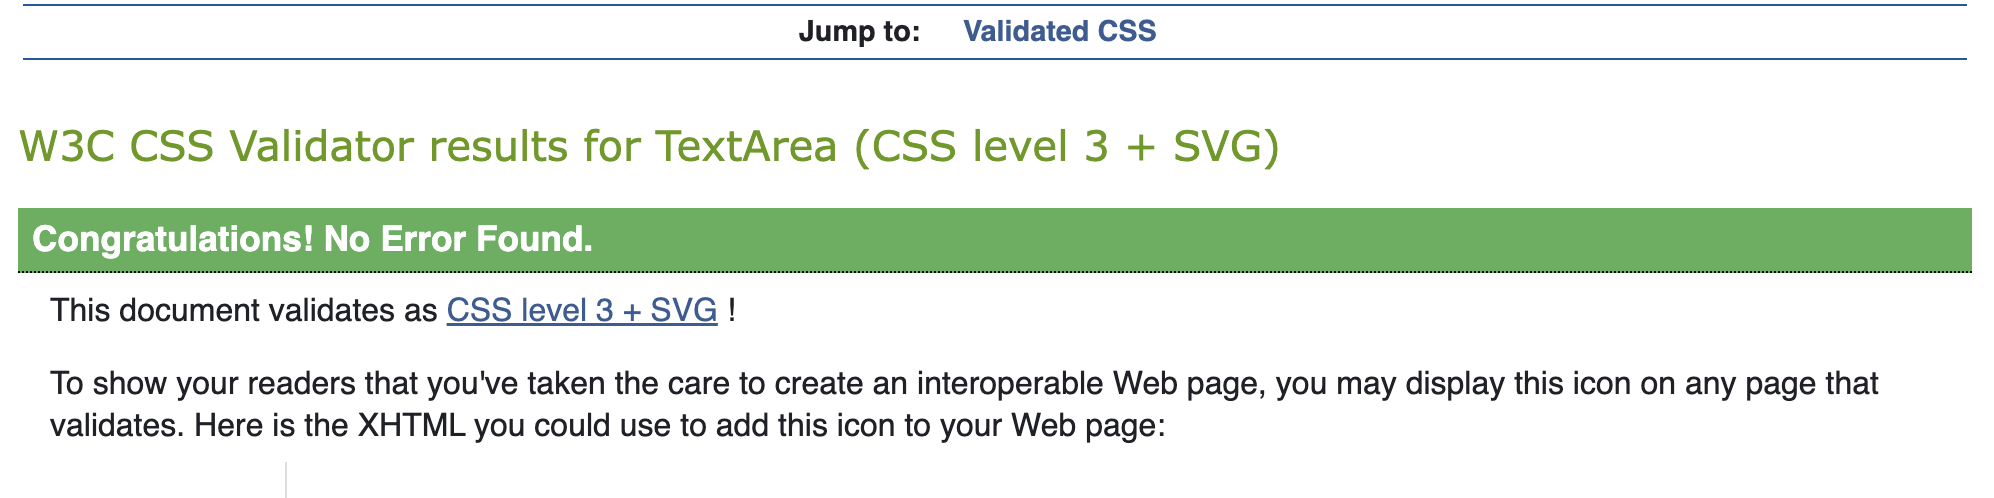 Jump to: Validated CSS
W3C CSS Validator results for TextArea (CSS level 3 + SVG)
Congratulations! No Error Found.
This document validates as CSS level 3 + SVG !
To show your readers that you've taken the care to create an interoperable Web page, you may display this icon on any page that
validates. Here is the XHTML you could use to add this icon to your Web page: